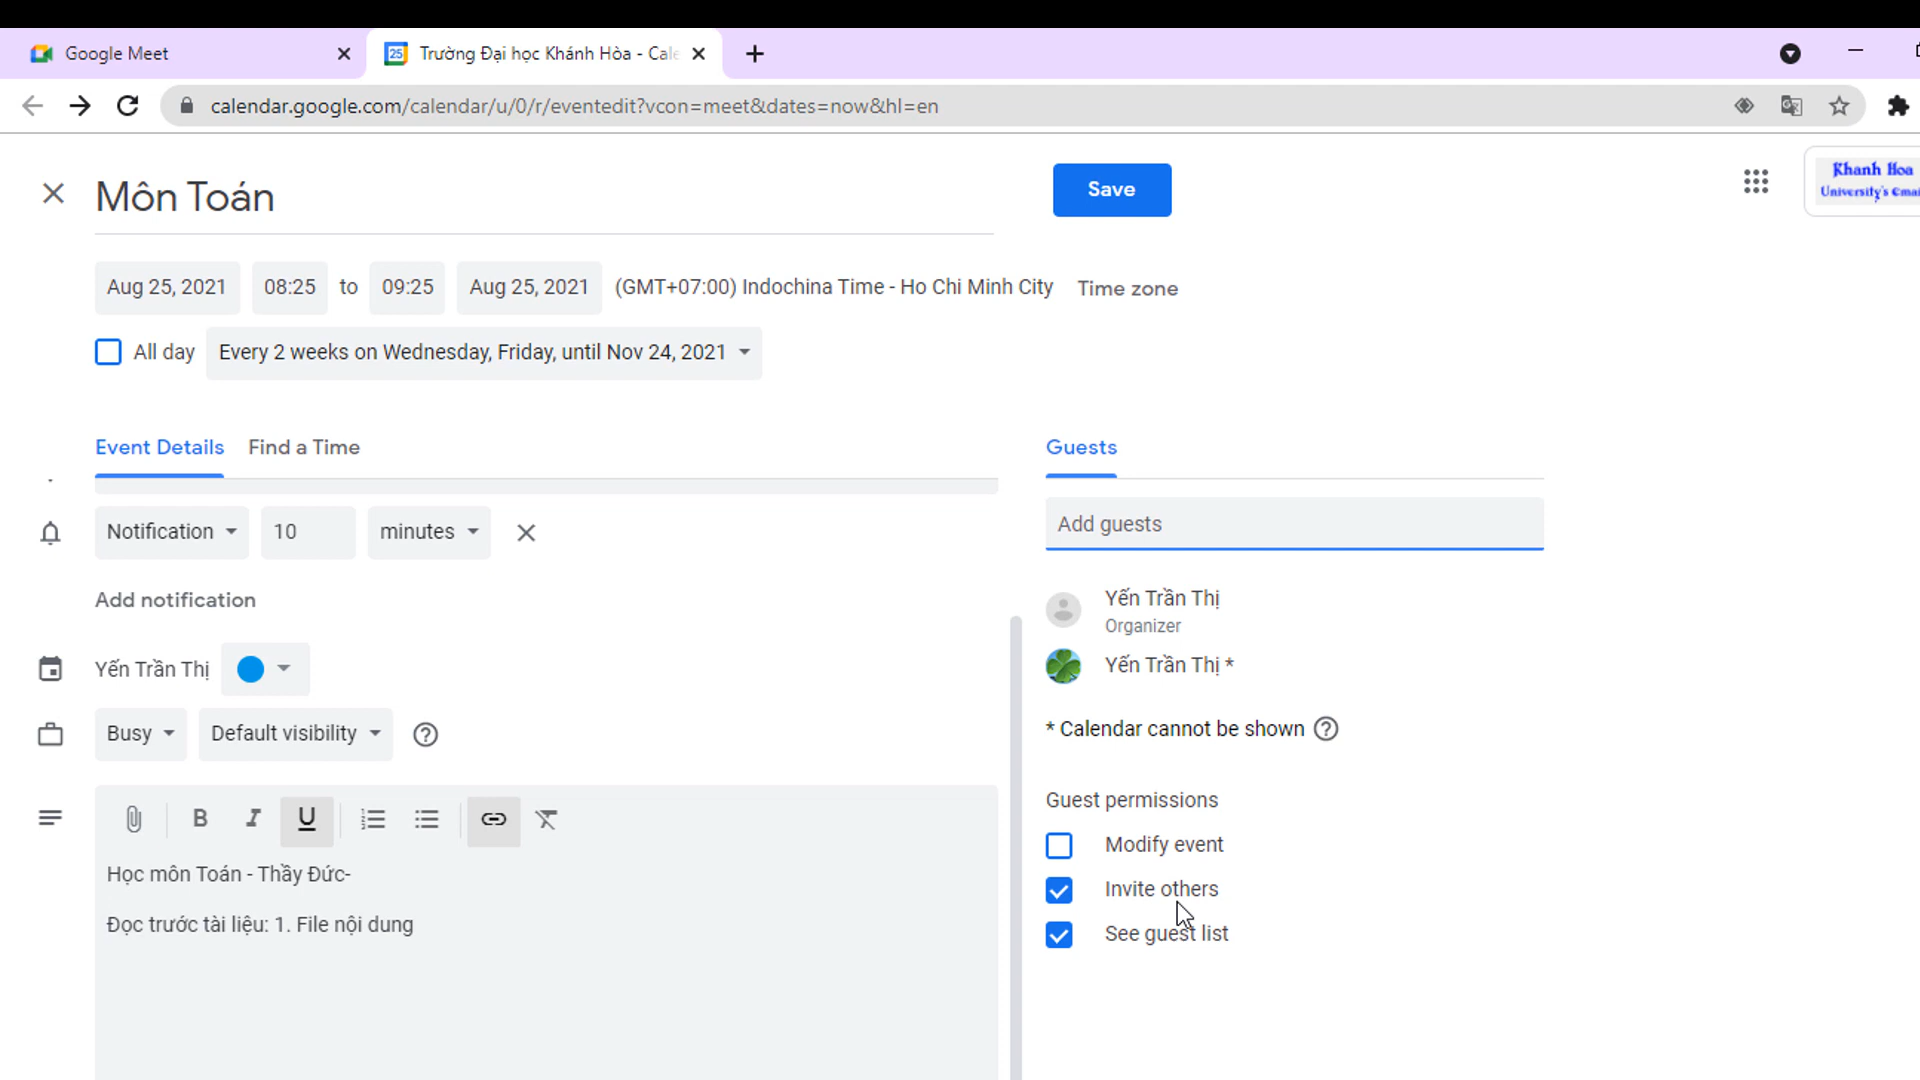 Google Meet
Trường Đại học Khánh Hòa - Cale
25
calendar.google.com/calendar/u/0/r/eventedit?vcon=meet&dates=now&hl=en
Môn Toán
Save
Khanh Hoa
University's Emai
Aug 25, 2021 08:25 to 09:25 Aug 25, 2021 (GMT+07:00) Indochina Time - Ho Chi Minh City Time zone
All day Every 2 weeks on Wednesday, Friday, until Nov 24, 2021
Event Details Find a Time
Guests
Notification 10 minutes
Add guests
Add notification
Yến Trần Thị
Organizer
Yến Trần Thị
Yến Trần Thị *
Busy Default visibility
* Calendar cannot be shown
Guest permissions
B I U
Modify event
Học môn Toán - Thầy Đức-
Invite others
Đọc trước tài liệu: 1. File nội dung
See guest list